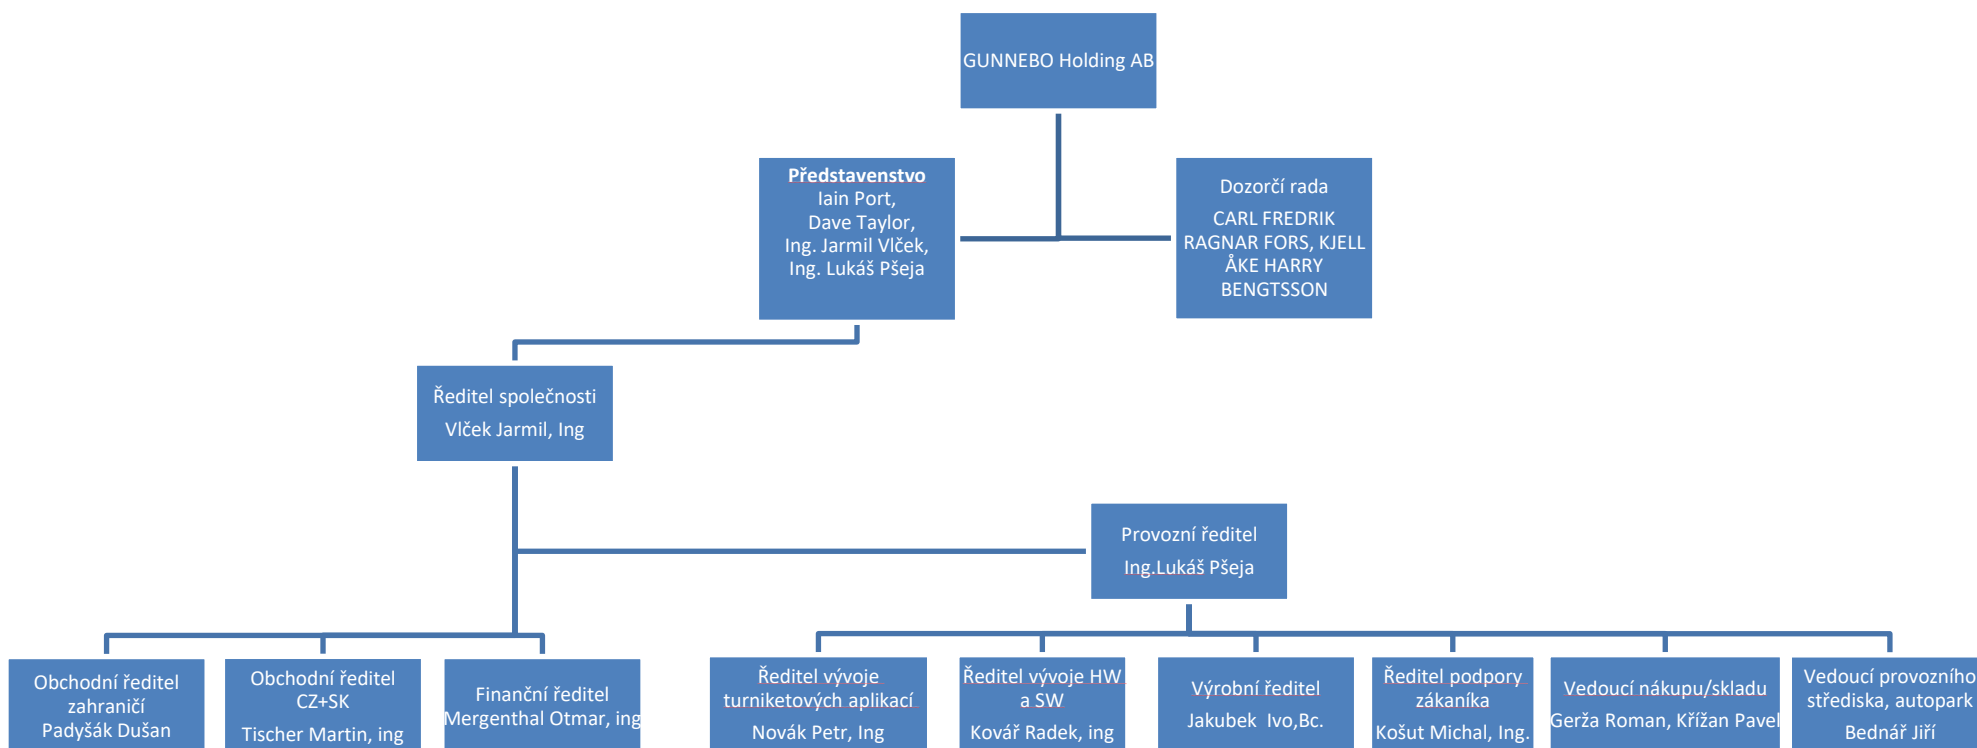 GUNNEBO Holding AB
Představenstvo
Iain Port,
Dave Taylor,
Ing. Jarmil Vlček,
Ing. Lukáš Pšeja
Dozorčí rada
CARL FREDRIK
RAGNAR FORS, KJELL
ÅKE HARRY
BENGTSSON
Ředitel společnosti
Vlček Jarmil, Ing
Provozní ředitel
Ing.Lukáš Pšeja
Obchodní ředitel
zahraničí
Padyšák Dušan
Obchodní ředitel
CZ+SK
Tischer Martin, ing
Finanční ředitel
Mergenthal Otmar, ing
Ředitel vývoje
turniketových aplikací
Novák Petr, Ing
Ředitel vývoje HW
a SW
Kovář Radek, ing
Výrobní ředitel
Jakubek  Ivo,Bc.
Ředitel podpory
zákaníka
Košut Michal, Ing.
Vedoucí nákupu/skladu
Gerža Roman, Křížan Pavel
Vedoucí provozního
střediska, autopark
Bednář Jiří